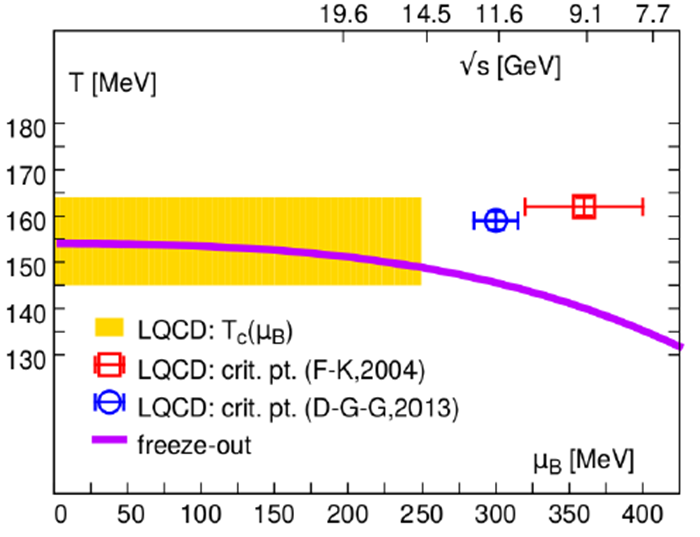 19.6 14.5 11.6 9.1 7.7
√s [GeV]
T [MeV]
180
170
160
150
140
130
LQCD: Tc(μB)
LQCD: crit. pt. (F-K,2004)
LQCD: crit. pt. (D-G-G,2013)
freeze-out
μB [MeV]
0 50 100 150 200 250 300 350 400